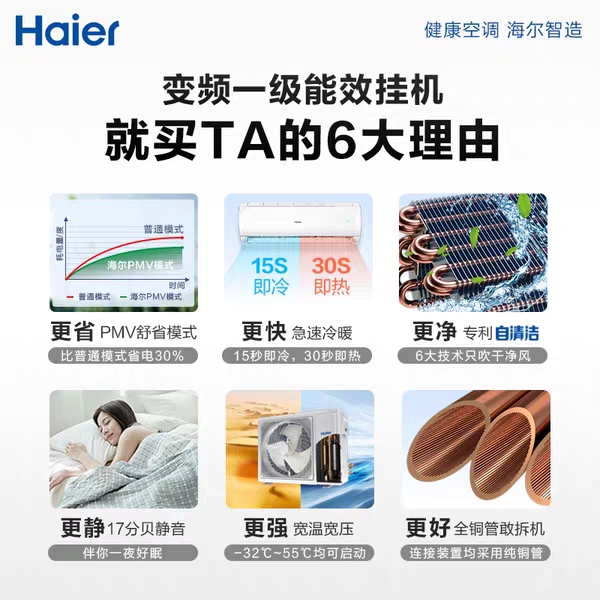 Haier
健康空调 海尔智造
变频一级能效挂机
就买TA的6大理由
耗电量/度
普通模式
海尔PMV模式
时间
普通模式 海尔PMV模式
更省 PMV舒省模式
比普通模式省电30%
15S 30S
即冷 即热
更快 急速冷暖
15秒即冷，30秒即热
更净 专利 自清洁
6大技术只吹干净风
更静 17分贝静音
伴你一夜好眠
Haier
更强 宽温宽压
-32℃~55℃均可启动
更好 全铜管敢拆机
连接装置均采用纯铜管